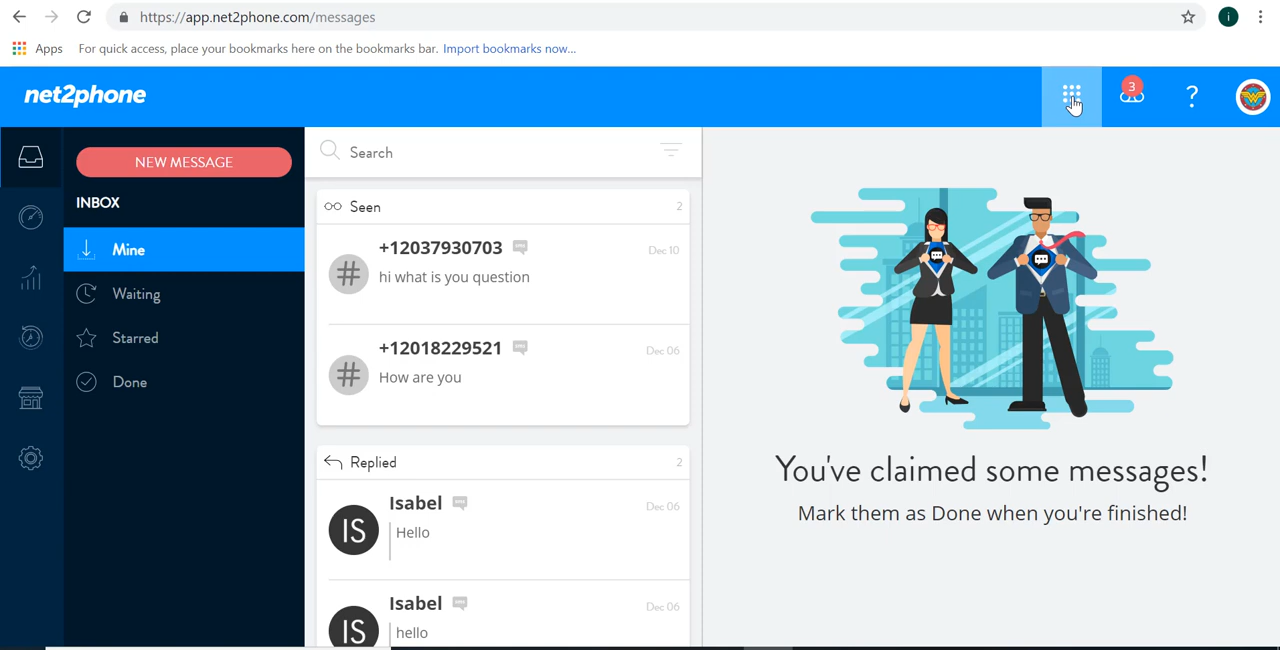 https://app.net2phone.com/messages
i
Apps For quick access, place your bookmarks here on the bookmarks bar. Import bookmarks now...
net2phone
3
?
NEW MESSAGE
INBOX
Mine
Waiting
Starred
Done
Search
Seen 2
+12037930703 Dec 10
# hi what is you question
+12018229521 Dec 06
# How are you
Replied 2
Isabel Dec 06
IS Hello
Isabel Dec 06
IS hello
You've claimed some messages!
Mark them as Done when you're finished!